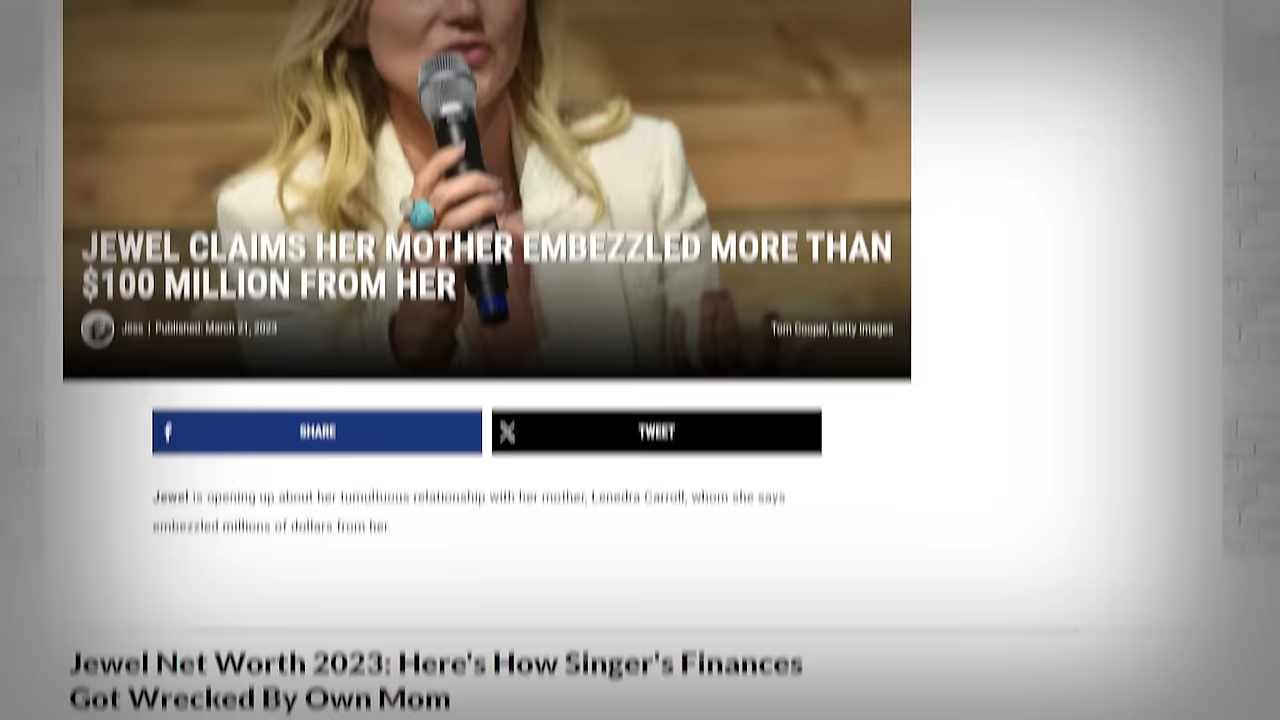 JEWEL CLAIMS HER MOTHER EMBEZZLED MORE THAN
$100 MILLION FROM HER
Jess | Published: March 21, 2023
Tom Cooper, Getty Images
SHARE
TWEET
Jewel is opening up about her tumultuous relationship with her mother, Lenedra Carroll, whom she says
embezzled millions of dollars from her.
Jewel Net Worth 2023: Here's How Singer's Finances
Got Wrecked By Own Mom